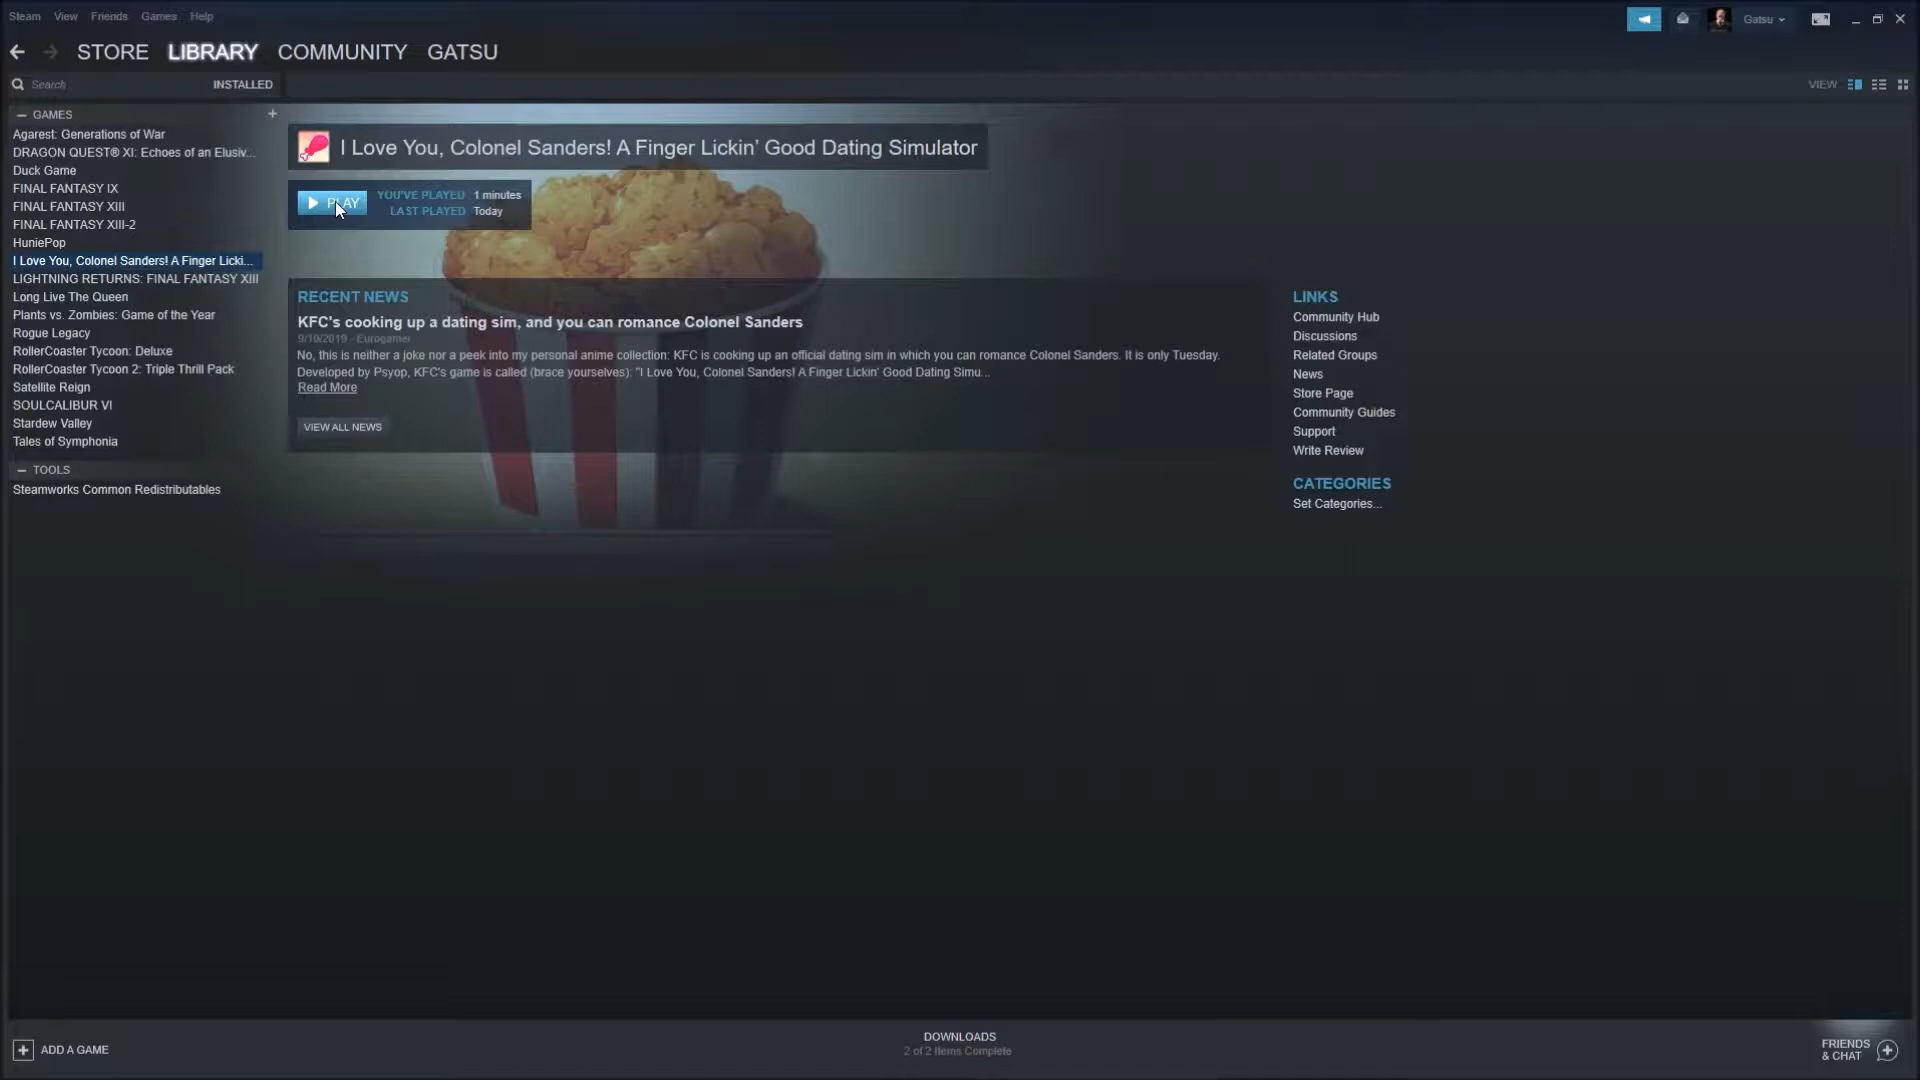 Steam View Friends Games Help
Gatsu
STORE LIBRARY COMMUNITY GATSU
Search INSTALLED
VIEW
GAMES
Agarest: Generations of War
DRAGON QUEST® XI: Echoes of an Elusiv...
Duck Game
FINAL FANTASY IX
FINAL FANTASY XIII
FINAL FANTASY XIII-2
HuniePop
I Love You, Colonel Sanders! A Finger Licki...
LIGHTNING RETURNS: FINAL FANTASY XIII
Long Live The Queen
Plants vs. Zombies: Game of the Year
Rogue Legacy
RollerCoaster Tycoon: Deluxe
RollerCoaster Tycoon 2: Triple Thrill Pack
Satellite Reign
SOULCALIBUR VI
Stardew Valley
Tales of Symphonia
TOOLS
Steamworks Common Redistributables
I Love You, Colonel Sanders! A Finger Lickin' Good Dating Simulator
PLAY
YOU'VE PLAYED 1 minutes
LAST PLAYED Today
RECENT NEWS
KFC's cooking up a dating sim, and you can romance Colonel Sanders
9/10/2019 - Eurogamer
No, this is neither a joke nor a peek into my personal anime collection: KFC is cooking up an official dating sim in which you can romance Colonel Sanders. It is only Tuesday.
Developed by Psyop, KFC's game is called (brace yourselves): "I Love You, Colonel Sanders! A Finger Lickin' Good Dating Simu...
Read More
VIEW ALL NEWS
LINKS
Community Hub
Discussions
Related Groups
News
Store Page
Community Guides
Support
Write Review
CATEGORIES
Set Categories...
ADD A GAME
DOWNLOADS
2 of 2 Items Complete
FRIENDS
& CHAT